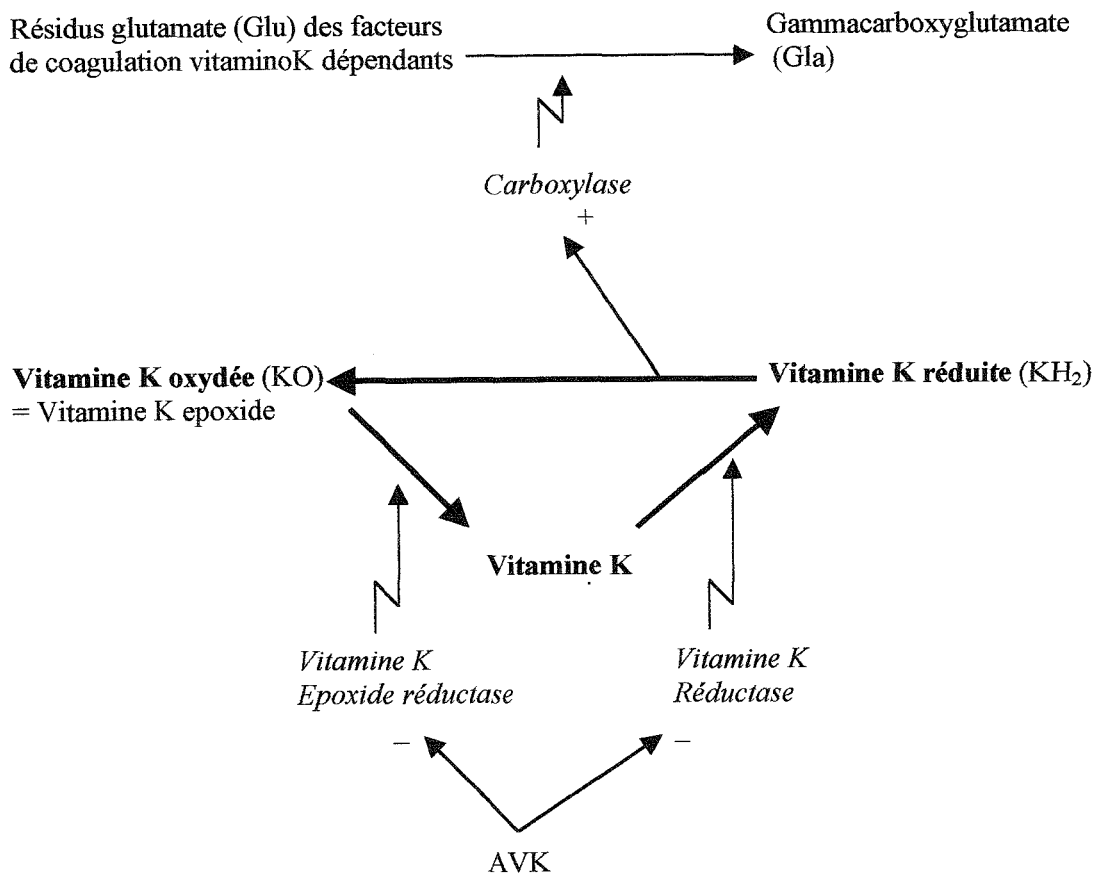 Résidus glutamate (Glu) des facteurs
de coagulation vitaminoK dépendants
Gammacarboxyglutamate
(Gla)
Carboxylase
+
Vitamine K oxydée (KO)
= Vitamine K epoxide
Vitamine K réduite (KH₂)
Vitamine K
Vitamine K
Epoxide réductase
Vitamine K
Réductase
–
–
AVK